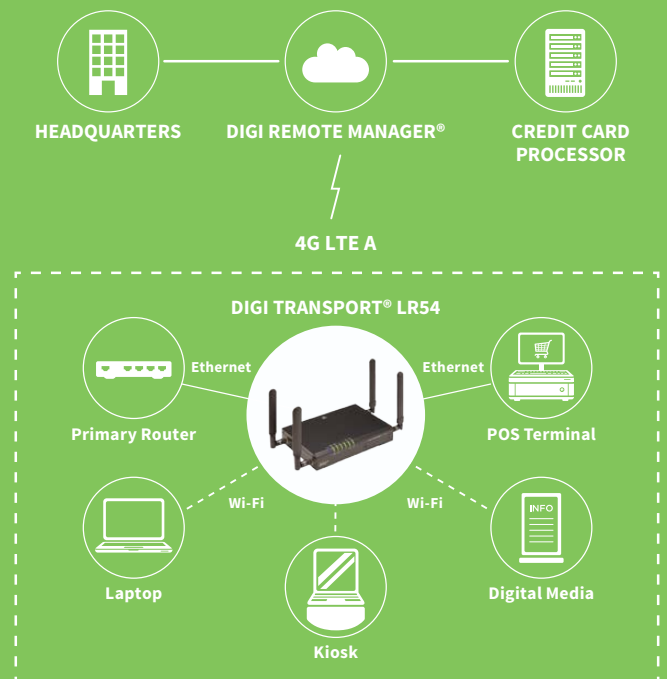 HEADQUARTERS
DIGI REMOTE MANAGER®
CREDIT CARD
PROCESSOR
4G LTE A
DIGI TRANSPORT® LR54
Ethernet
Ethernet
Primary Router
POS Terminal
Wi-Fi
Wi-Fi
INFO
Laptop
Digital Media
Kiosk